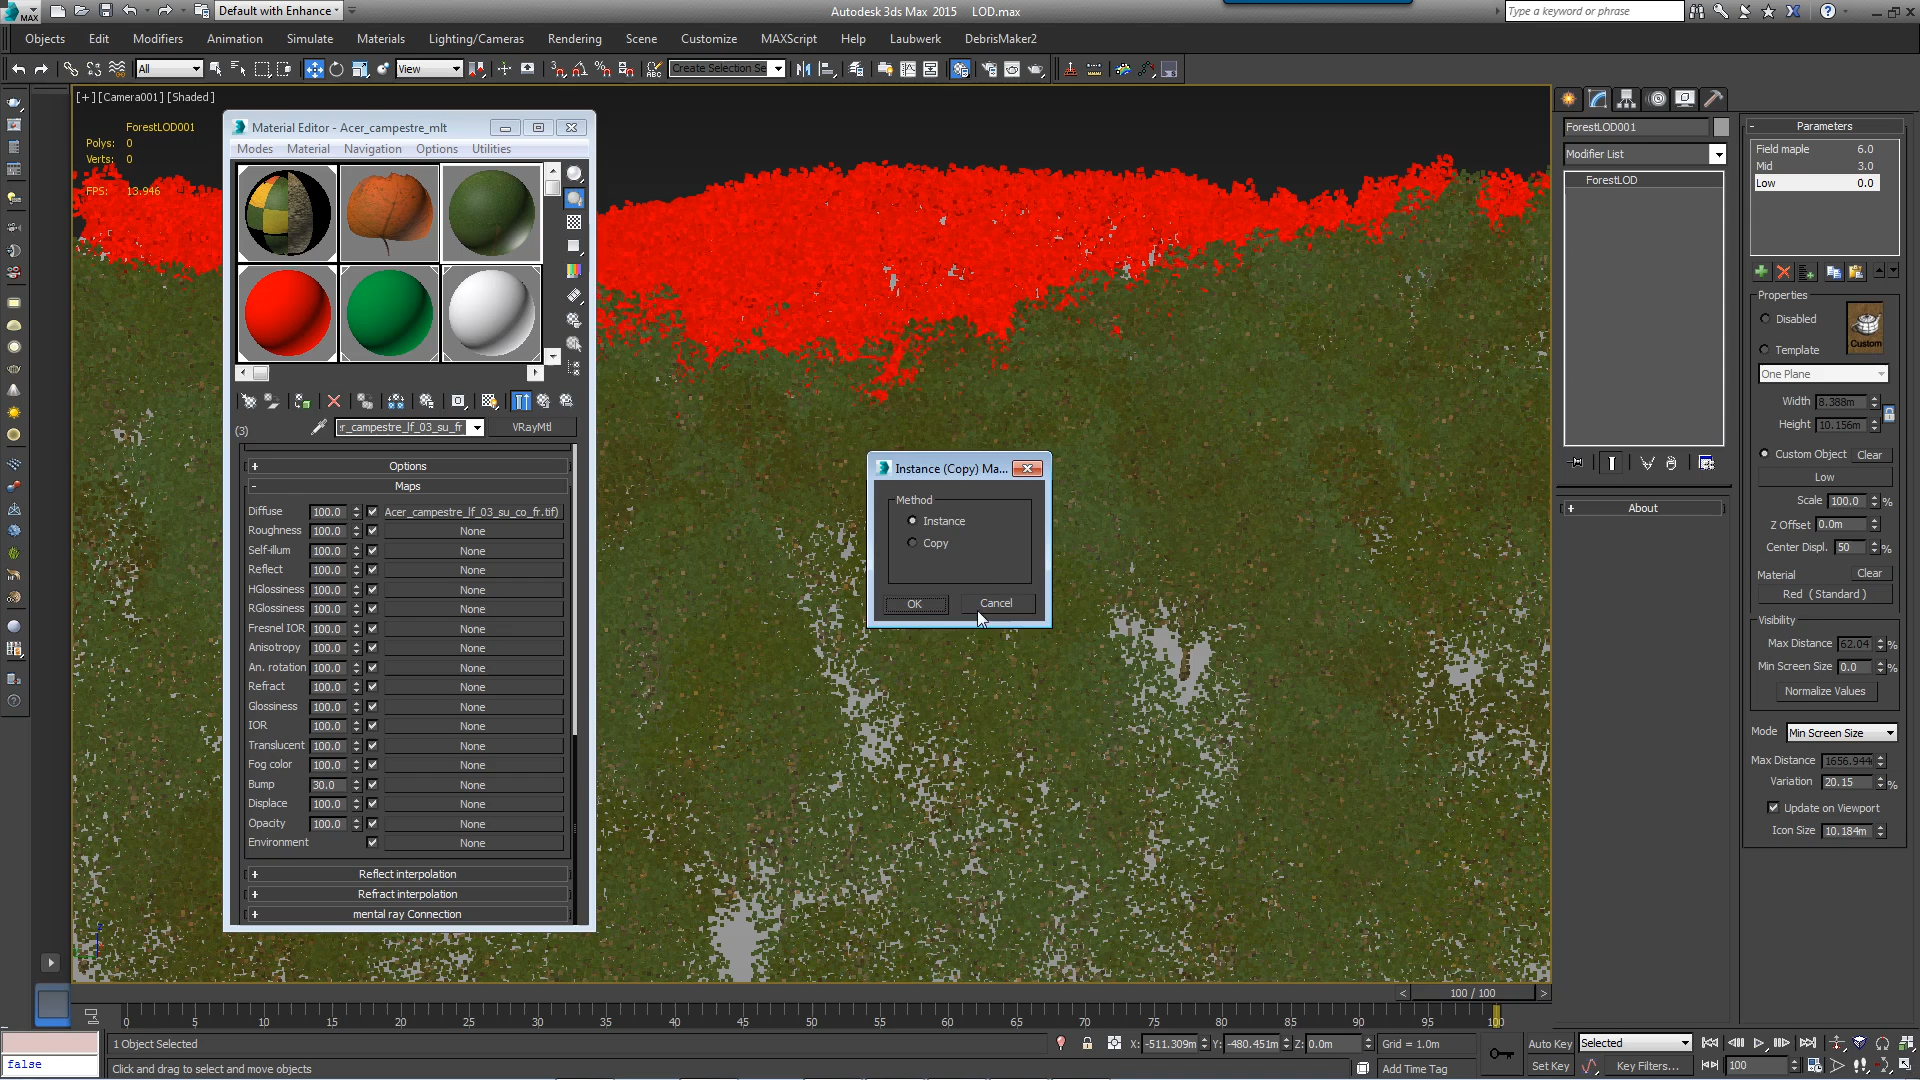 MAX
Default with Enhance
Autodesk 3ds Max 2015 LOD.max
Type a keyword or phrase
Objects Edit Modifiers Animation Simulate Materials Lighting/Cameras Rendering Scene Customize MAXScript Help Laubwerk DebrisMaker2
All View Create Selection Se
[+] [Camera001] [Shaded]
ForestLOD001
Polys: 0
Verts: 0
FPS: 13.946
Material Editor - Acer_campestre_mlt
Modes Material Navigation Options Utilities
(3) r_campestre_lf_03_su_fr VRayMtl
+ Options
- Maps
Diffuse 100.0 Acer_campestre_lf_03_su_co_fr.tif)
Roughness 100.0 None
Self-illum 100.0 None
Reflect 100.0 None
HGlossiness 100.0 None
RGlossiness 100.0 None
Fresnel IOR 100.0 None
Anisotropy 100.0 None
An. rotation 100.0 None
Refract 100.0 None
Glossiness 100.0 None
IOR 100.0 None
Translucent 100.0 None
Fog color 100.0 None
Bump 30.0 None
Displace 100.0 None
Opacity 100.0 None
Environment None
+ Reflect interpolation
+ Refract interpolation
+ mental ray Connection
Instance (Copy) Ma...
Method
Instance
Copy
OK Cancel
ForestLOD001
Modifier List
ForestLOD
+ About
- Parameters
Field maple 6.0
Mid 3.0
Low 0.0
Properties
Disabled
Custom
Template
One Plane
Width 8.388m
Height 10.156m
Custom Object Clear
Low
Scale 100.0 %
Z Offset 0.0m
Center Displ. 50 %
Material Clear
Red ( Standard )
Visibility
Max Distance 62.04 %
Min Screen Size 0.0 %
Normalize Values
Mode Min Screen Size
Max Distance 1656.944
Variation 20.15 %
Update on Viewport
Icon Size 10.184m
< 100 / 100 >
0 5 10 15 20 25 30 35 40 45 50 55 60 65 70 75 80 85 90 95 100
1 Object Selected X: -511.309m Y: -480.451m Z: 0.0m Grid = 1.0m Auto Key Selected
false Click and drag to select and move objects Add Time Tag Set Key Key Filters... 100